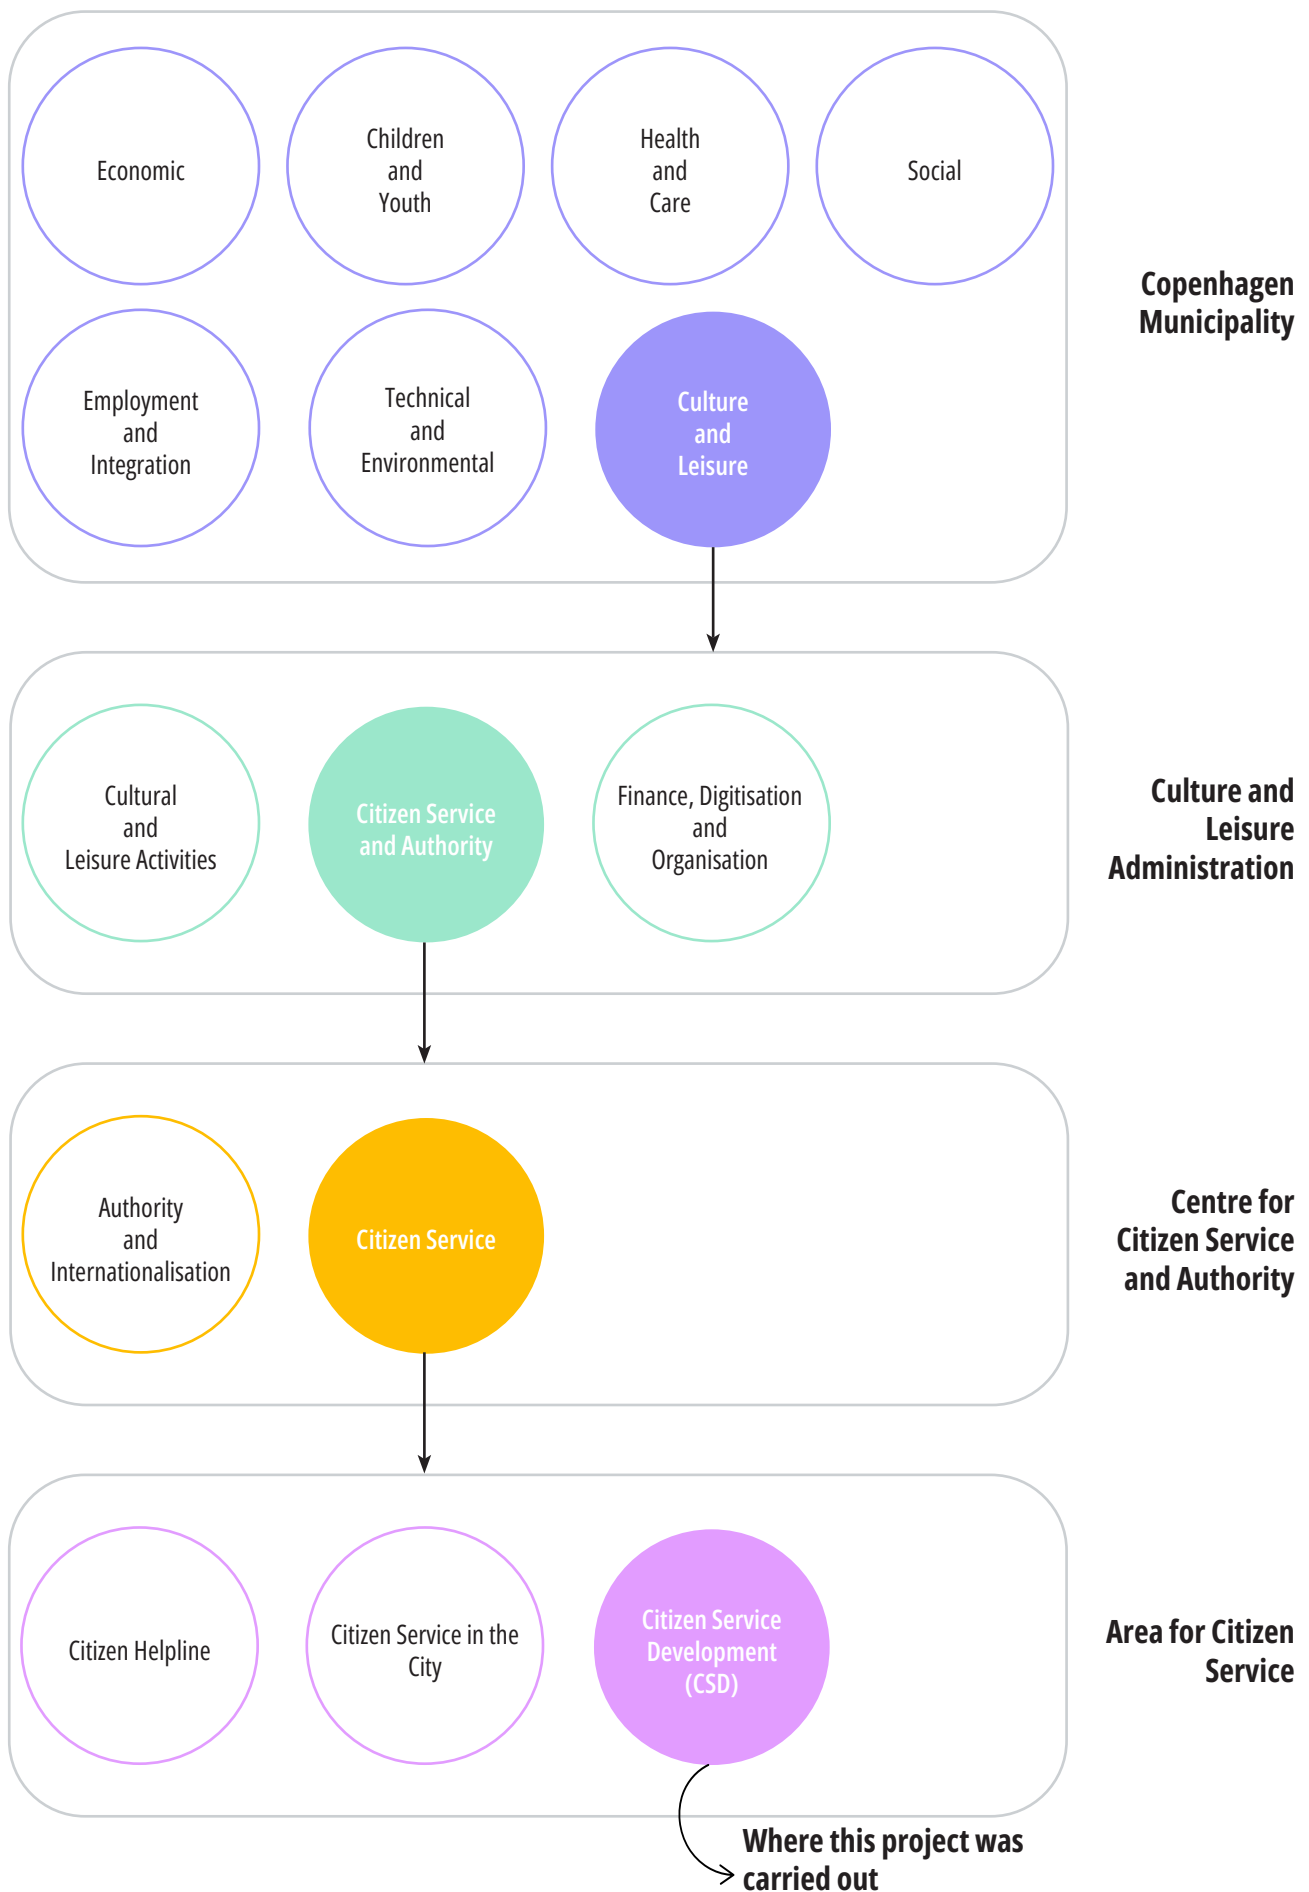 Economic
Children
and
Youth
Health
and
Care
Social
Employment
and
Integration
Technical
and
Environmental
Culture
and
Leisure
Copenhagen
Municipality
Cultural
and
Leisure Activities
Citizen Service
and Authority
Finance, Digitisation
and
Organisation
Culture and
Leisure
Administration
Authority
and
Internationalisation
Citizen Service
Centre for
Citizen Service
and Authority
Citizen Helpline
Citizen Service in the
City
Citizen Service
Development
(CSD)
Area for Citizen
Service
Where this project was
carried out